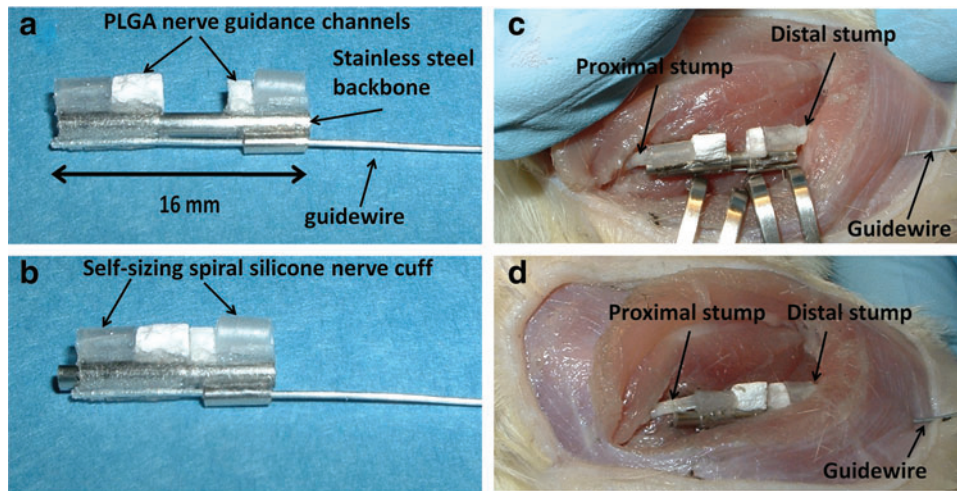 a
PLGA nerve guidance channels
Stainless steel
backbone
16 mm
guidewire
b
Self-sizing spiral silicone nerve cuff
c
Distal stump
Proximal stump
Guidewire
d
Proximal stump
Distal stump
Guidewire